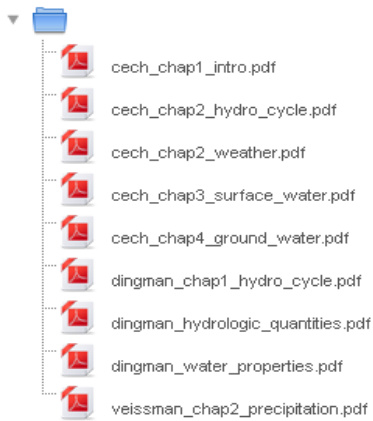 cech_chap1_intro.pdf
cech_chap2_hydro_cycle.pdf
cech_chap2_weather.pdf
cech_chap3_surface_water.pdf
cech_chap4_ground_water.pdf
dingman_chap1_hydro_cycle.pdf
dingman_hydrologic_quantities.pdf
dingman_water_properties.pdf
veissman_chap2_precipitation.pdf